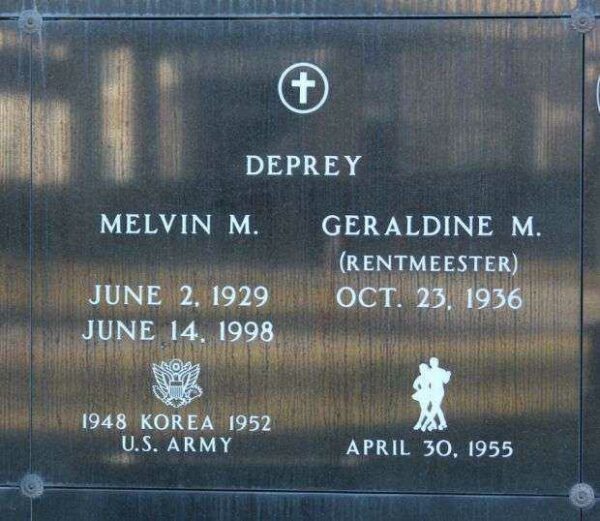 DEPREY
MELVIN M.
JUNE 2, 1929
JUNE 14, 1998
1948 KOREA 1952
U.S. ARMY
GERALDINE M.
(RENTMEESTER)
OCT. 23, 1936
APRIL 30, 1955